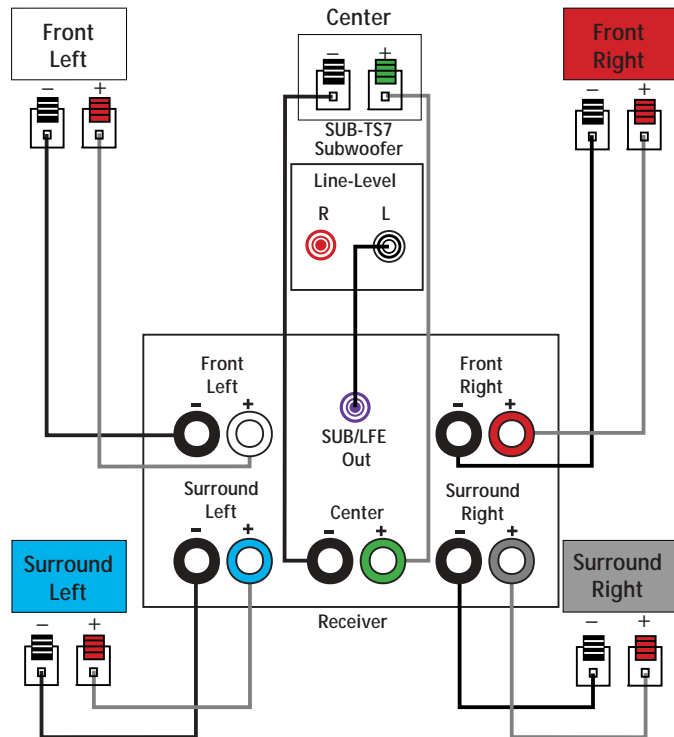 Center
Front
Left
Front
Right
− +
− +
− +
SUB-TS7
Subwoofer
Line-Level
R L
Front
Left
Front
Right
- +
- +
SUB/LFE
Out
Surround
Left
Center
Surround
Right
- +
- +
- +
Surround
Left
Surround
Right
Receiver
− +
− +